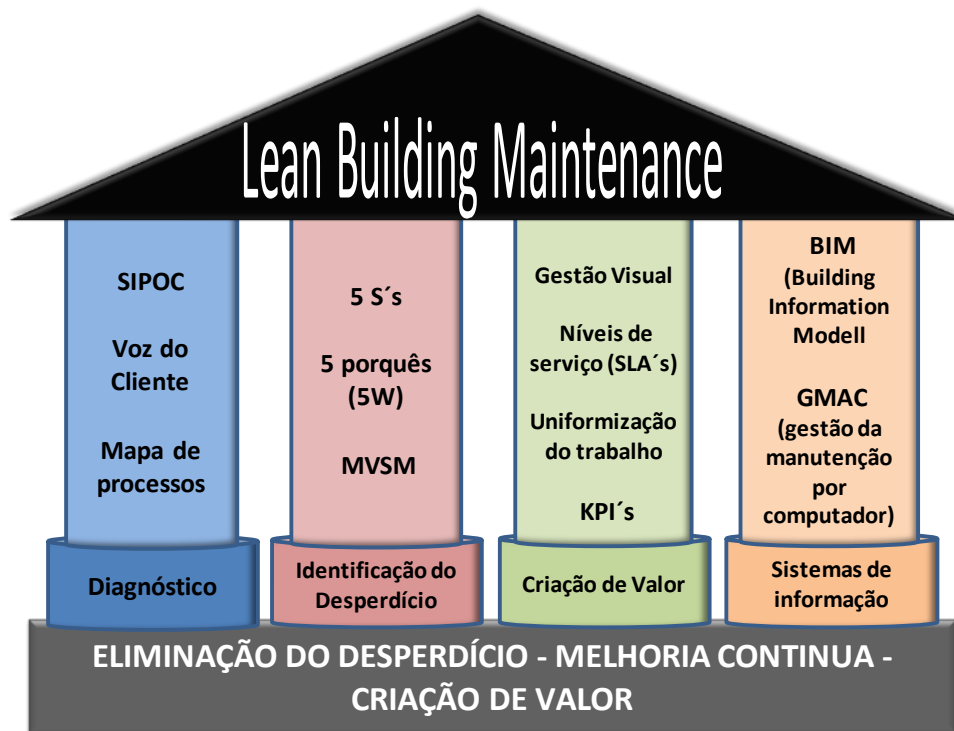 Lean Building Maintenance
SIPOC
Voz do
Cliente
Mapa de
processos
Diagnóstico
5 S´s
5 porquês
(5W)
MVSM
Identificação do
Desperdício
Gestão Visual
Níveis de
serviço (SLA´s)
Uniformização
do trabalho
KPI´s
Criação de Valor
BIM
(Building
Information
Modell
GMAC
(gestão da
manutenção
por
computador)
Sistemas de
informação
ELIMINAÇÃO DO DESPERDÍCIO - MELHORIA CONTINUA -
CRIAÇÃO DE VALOR